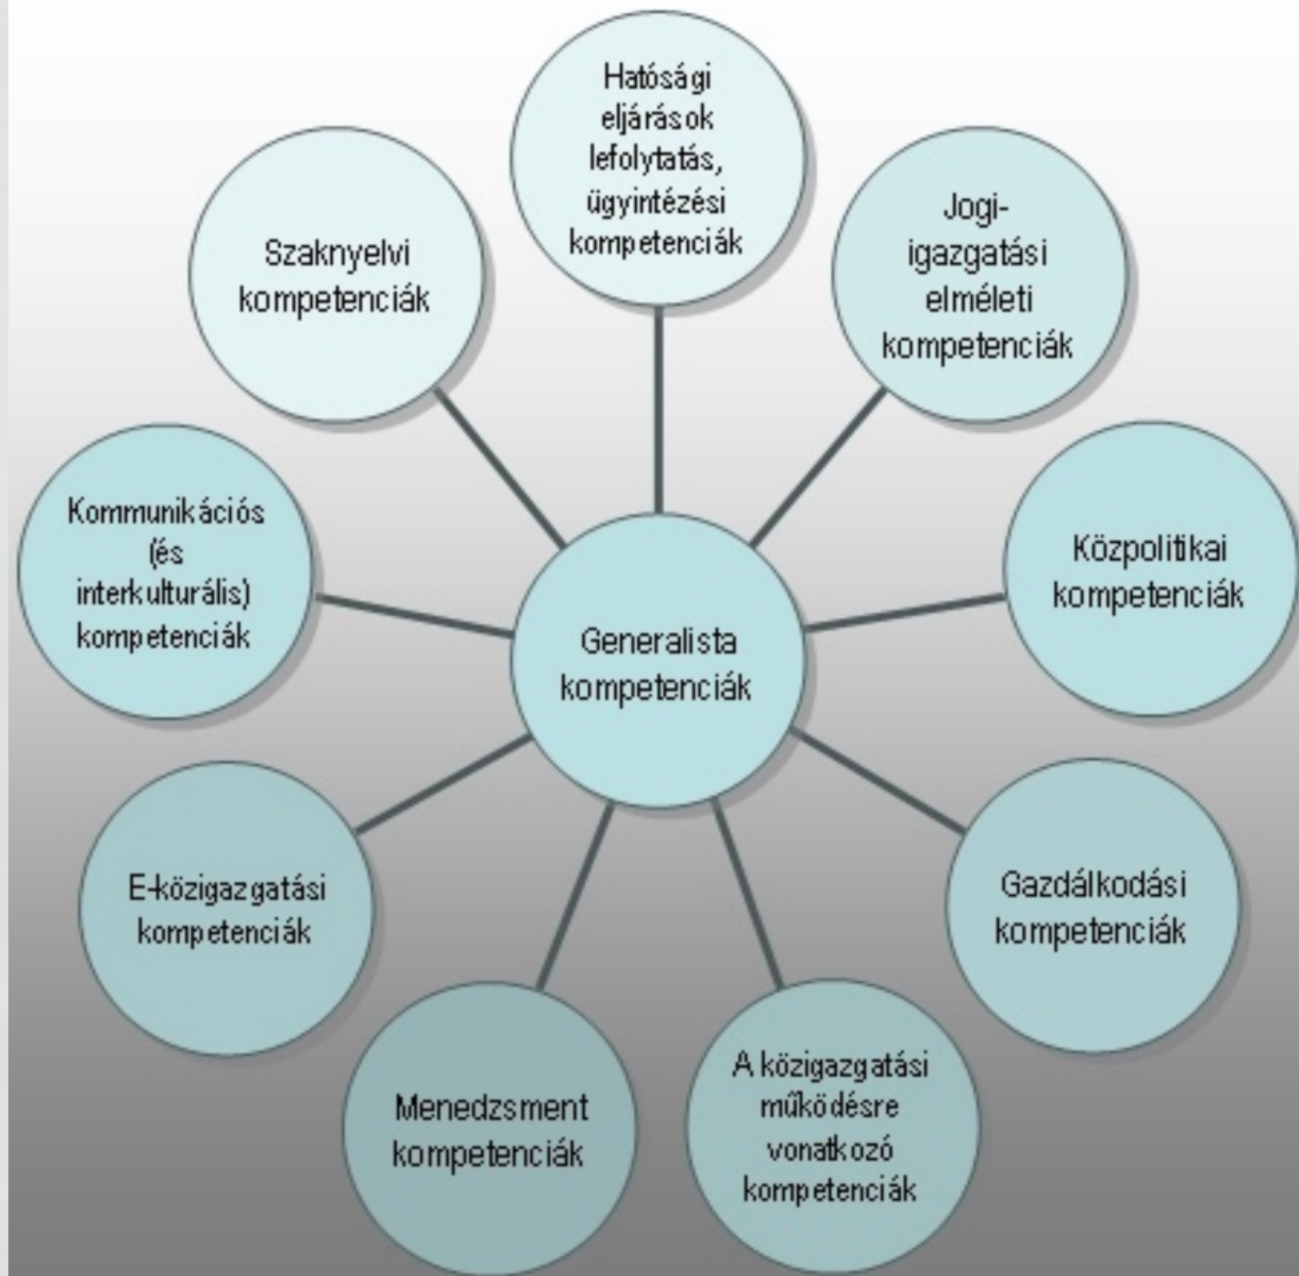 Hatósági
eljárások
lefolytatás,
ügyintézési
kompetenciák
Jogi-
igazgatási
elméleti
kompetenciák
Közpolitikai
kompetenciák
Gazdálkodási
kompetenciák
A közigazgatási
működésre
vonatkozó
kompetenciák
Menedzsment
kompetenciák
E-közigazgatási
kompetenciák
Kommunikációs
(és
interkulturális)
kompetenciák
Szaknyelvi
kompetenciák
Generalista
kompetenciák